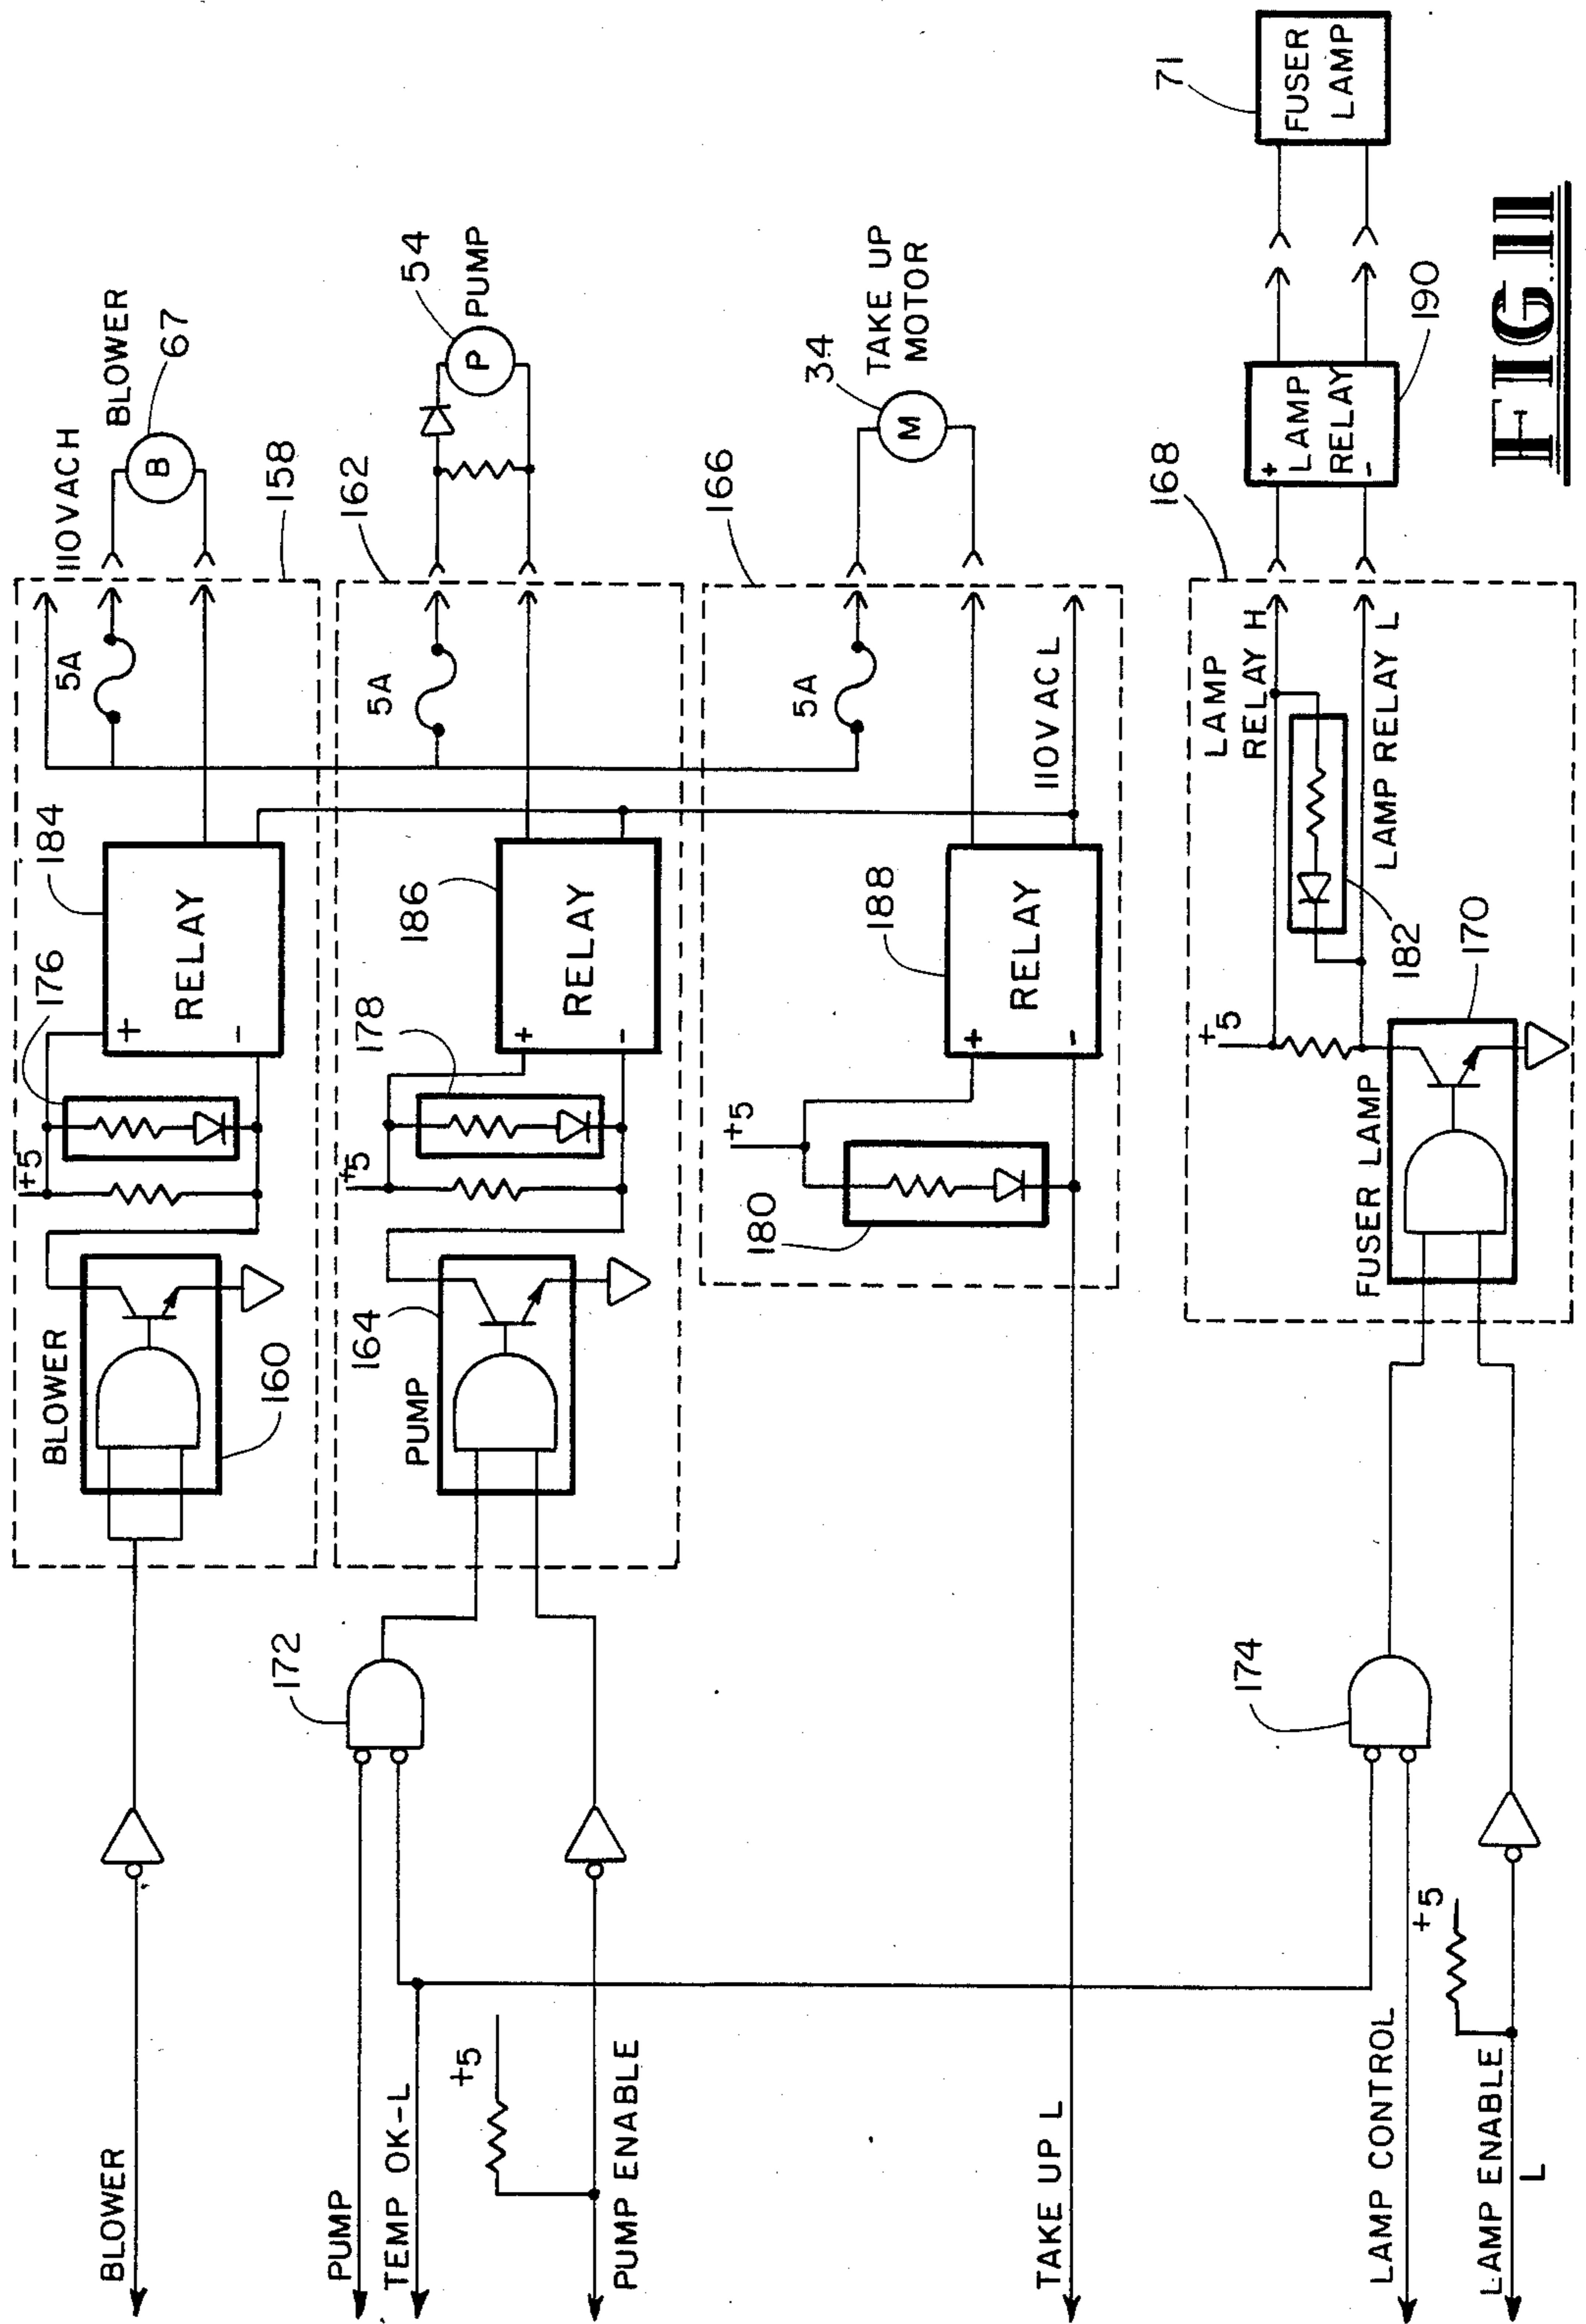 BLOWER
BLOWER
160
+5
176
184
+
-
RELAY
5A
110VACH
BLOWER
B
67
158
PUMP
TEMP OK-L
+5
PUMP ENABLE
172
PUMP
164
+5
178
186
+
-
RELAY
5A
162
54
P
PUMP
TAKE UP L
180
+5
188
+
-
RELAY
5A
110VAC L
166
34
M
TAKE UP
MOTOR
LAMP CONTROL
+5
LAMP ENABLE
L
174
FUSER LAMP
+5
170
182
LAMP
RELAY H
LAMP RELAY L
168
+
LAMP
RELAY
-
190
71
FUSER
LAMP
FIG 11